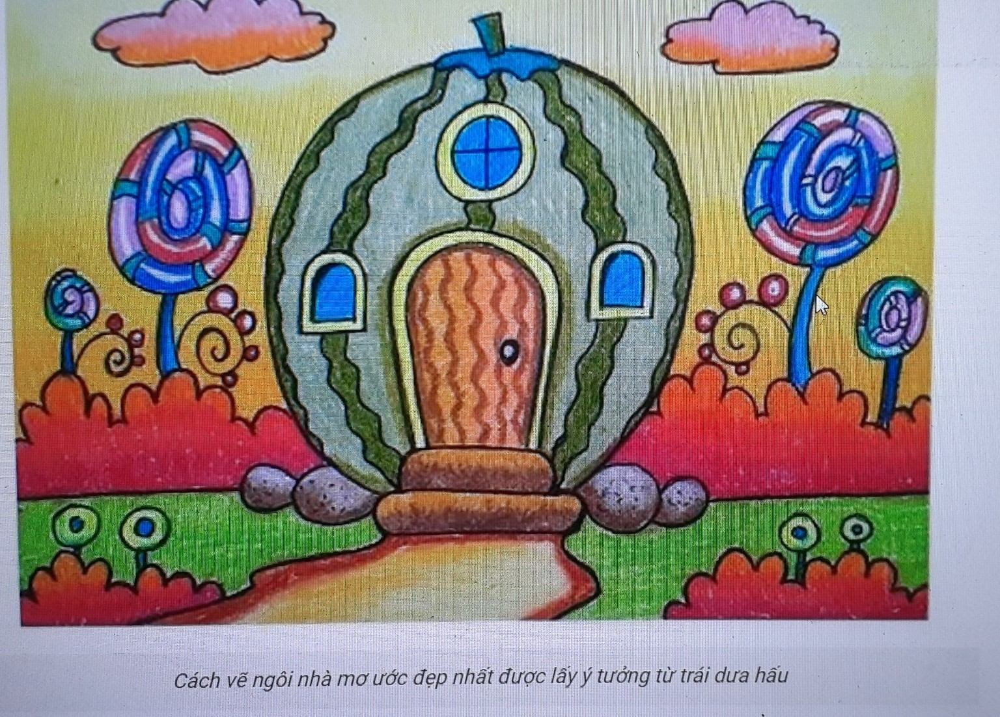 Cách vẽ ngôi nhà mơ ước đẹp nhất được lấy ý tưởng từ trái dưa hấu